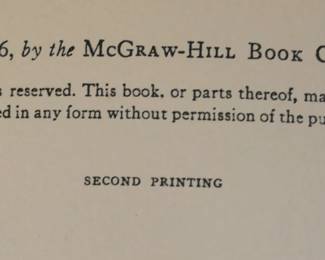 6, by the McGraw-Hill Book C
s reserved. This book, or parts thereof, ma
ed in any form without permission of the pu
SECOND PRINTING